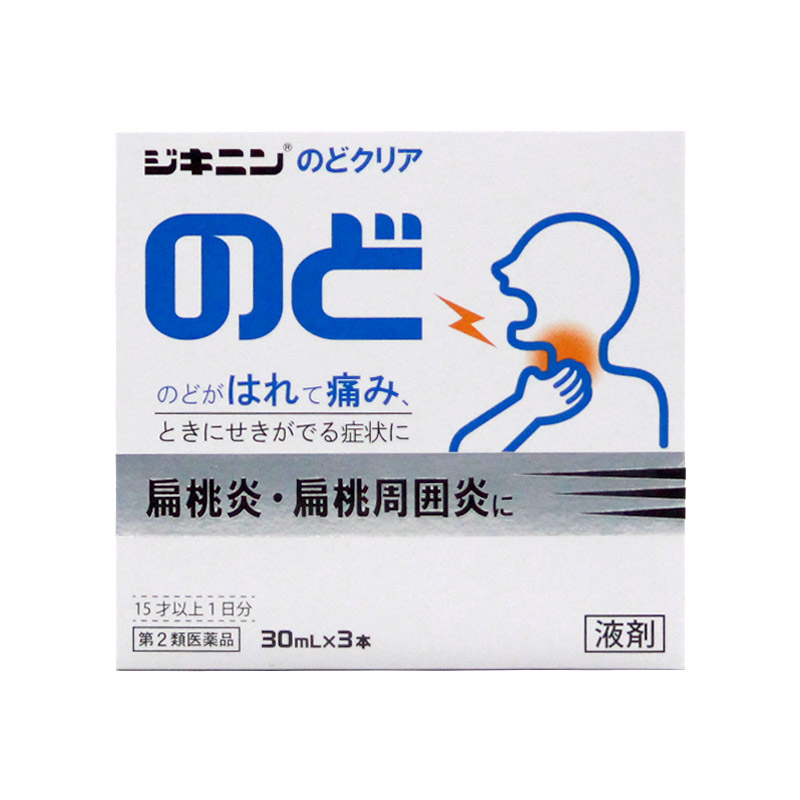 ジキニン® のどクリア
のど
のどがはれて痛み、
ときにせきがでる症状に
扁桃炎・扁桃周囲炎に
15才以上1日分
第2類医薬品 30mL×3本
液剤